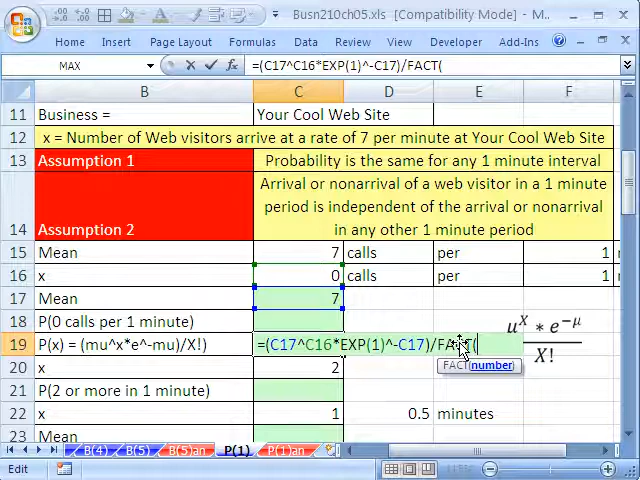 Busn210ch05.xls [Compatibility Mode] - M...
Home Insert Page Layout Formulas Data Review View Developer Add-Ins
MAX =(C17^C16*EXP(1)^-C17)/FACT(
B C D E F
11 Business = Your Cool Web Site
12 x = Number of Web visitors arrive at a rate of 7 per minute at Your Cool Web Site
13 Assumption 1 Probability is the same for any 1 minute interval
Arrival or nonarrival of a web visitor in a 1 minute
period is independent of the arrival or nonarrival
14 Assumption 2 in any other 1 minute period
15 Mean 7 calls per 1
16 x 0 calls per 1
17 Mean 7
18 P(0 calls per 1 minute)
19 P(x) = (mu^x*e^-mu)/X!) =(C17^C16*EXP(1)^-C17)/FACT(
u^X * e^-μ
X!
FACT(number)
20 x 2
21 P(2 or more in 1 minute)
22 x 1 0.5 minutes
23 Mean
B(4) B(5) B(5)an P(1) P(1)an
Edit